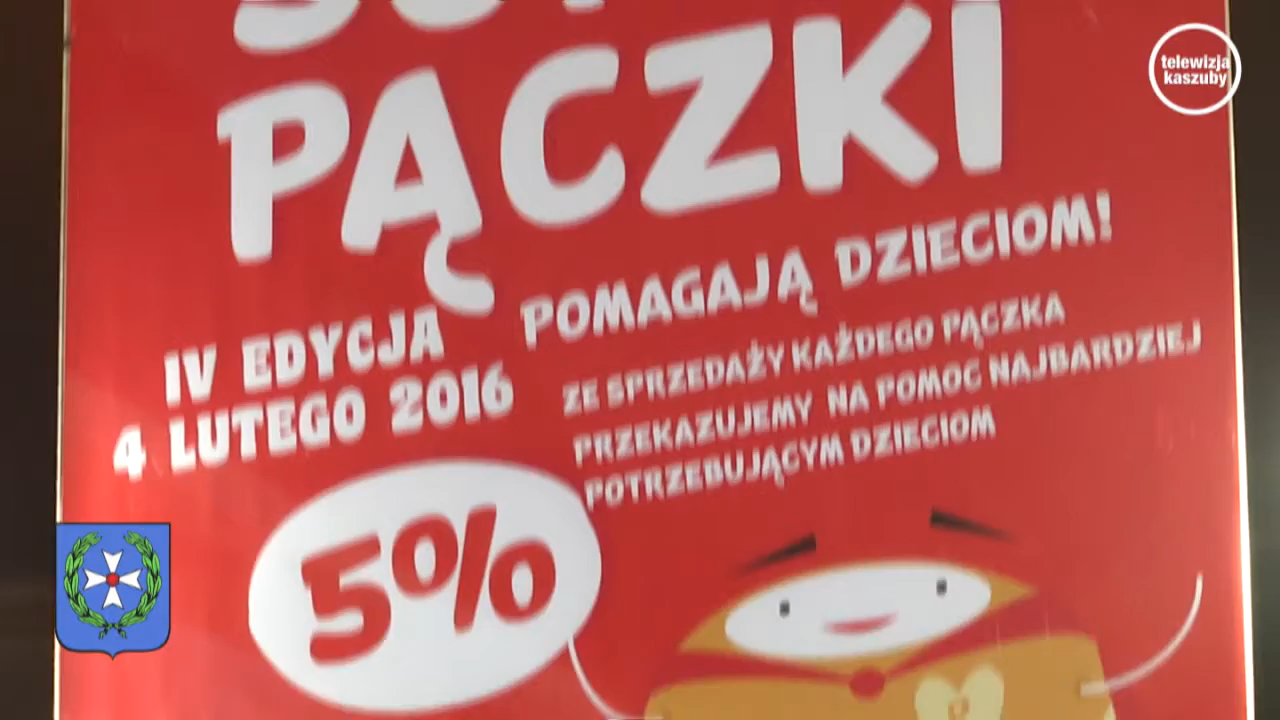 telewizja
kaszuby
PĄCZKI
POMAGAJĄ DZIECIOM!
IV EDYCJA
4 LUTEGO 2016
ZE SPRZEDAŻY KAŻDEGO PĄCZKA
PRZEKAZUJEMY NA POMOC NAJBARDZIEJ
POTRZEBUJĄCYM DZIECIOM
5%